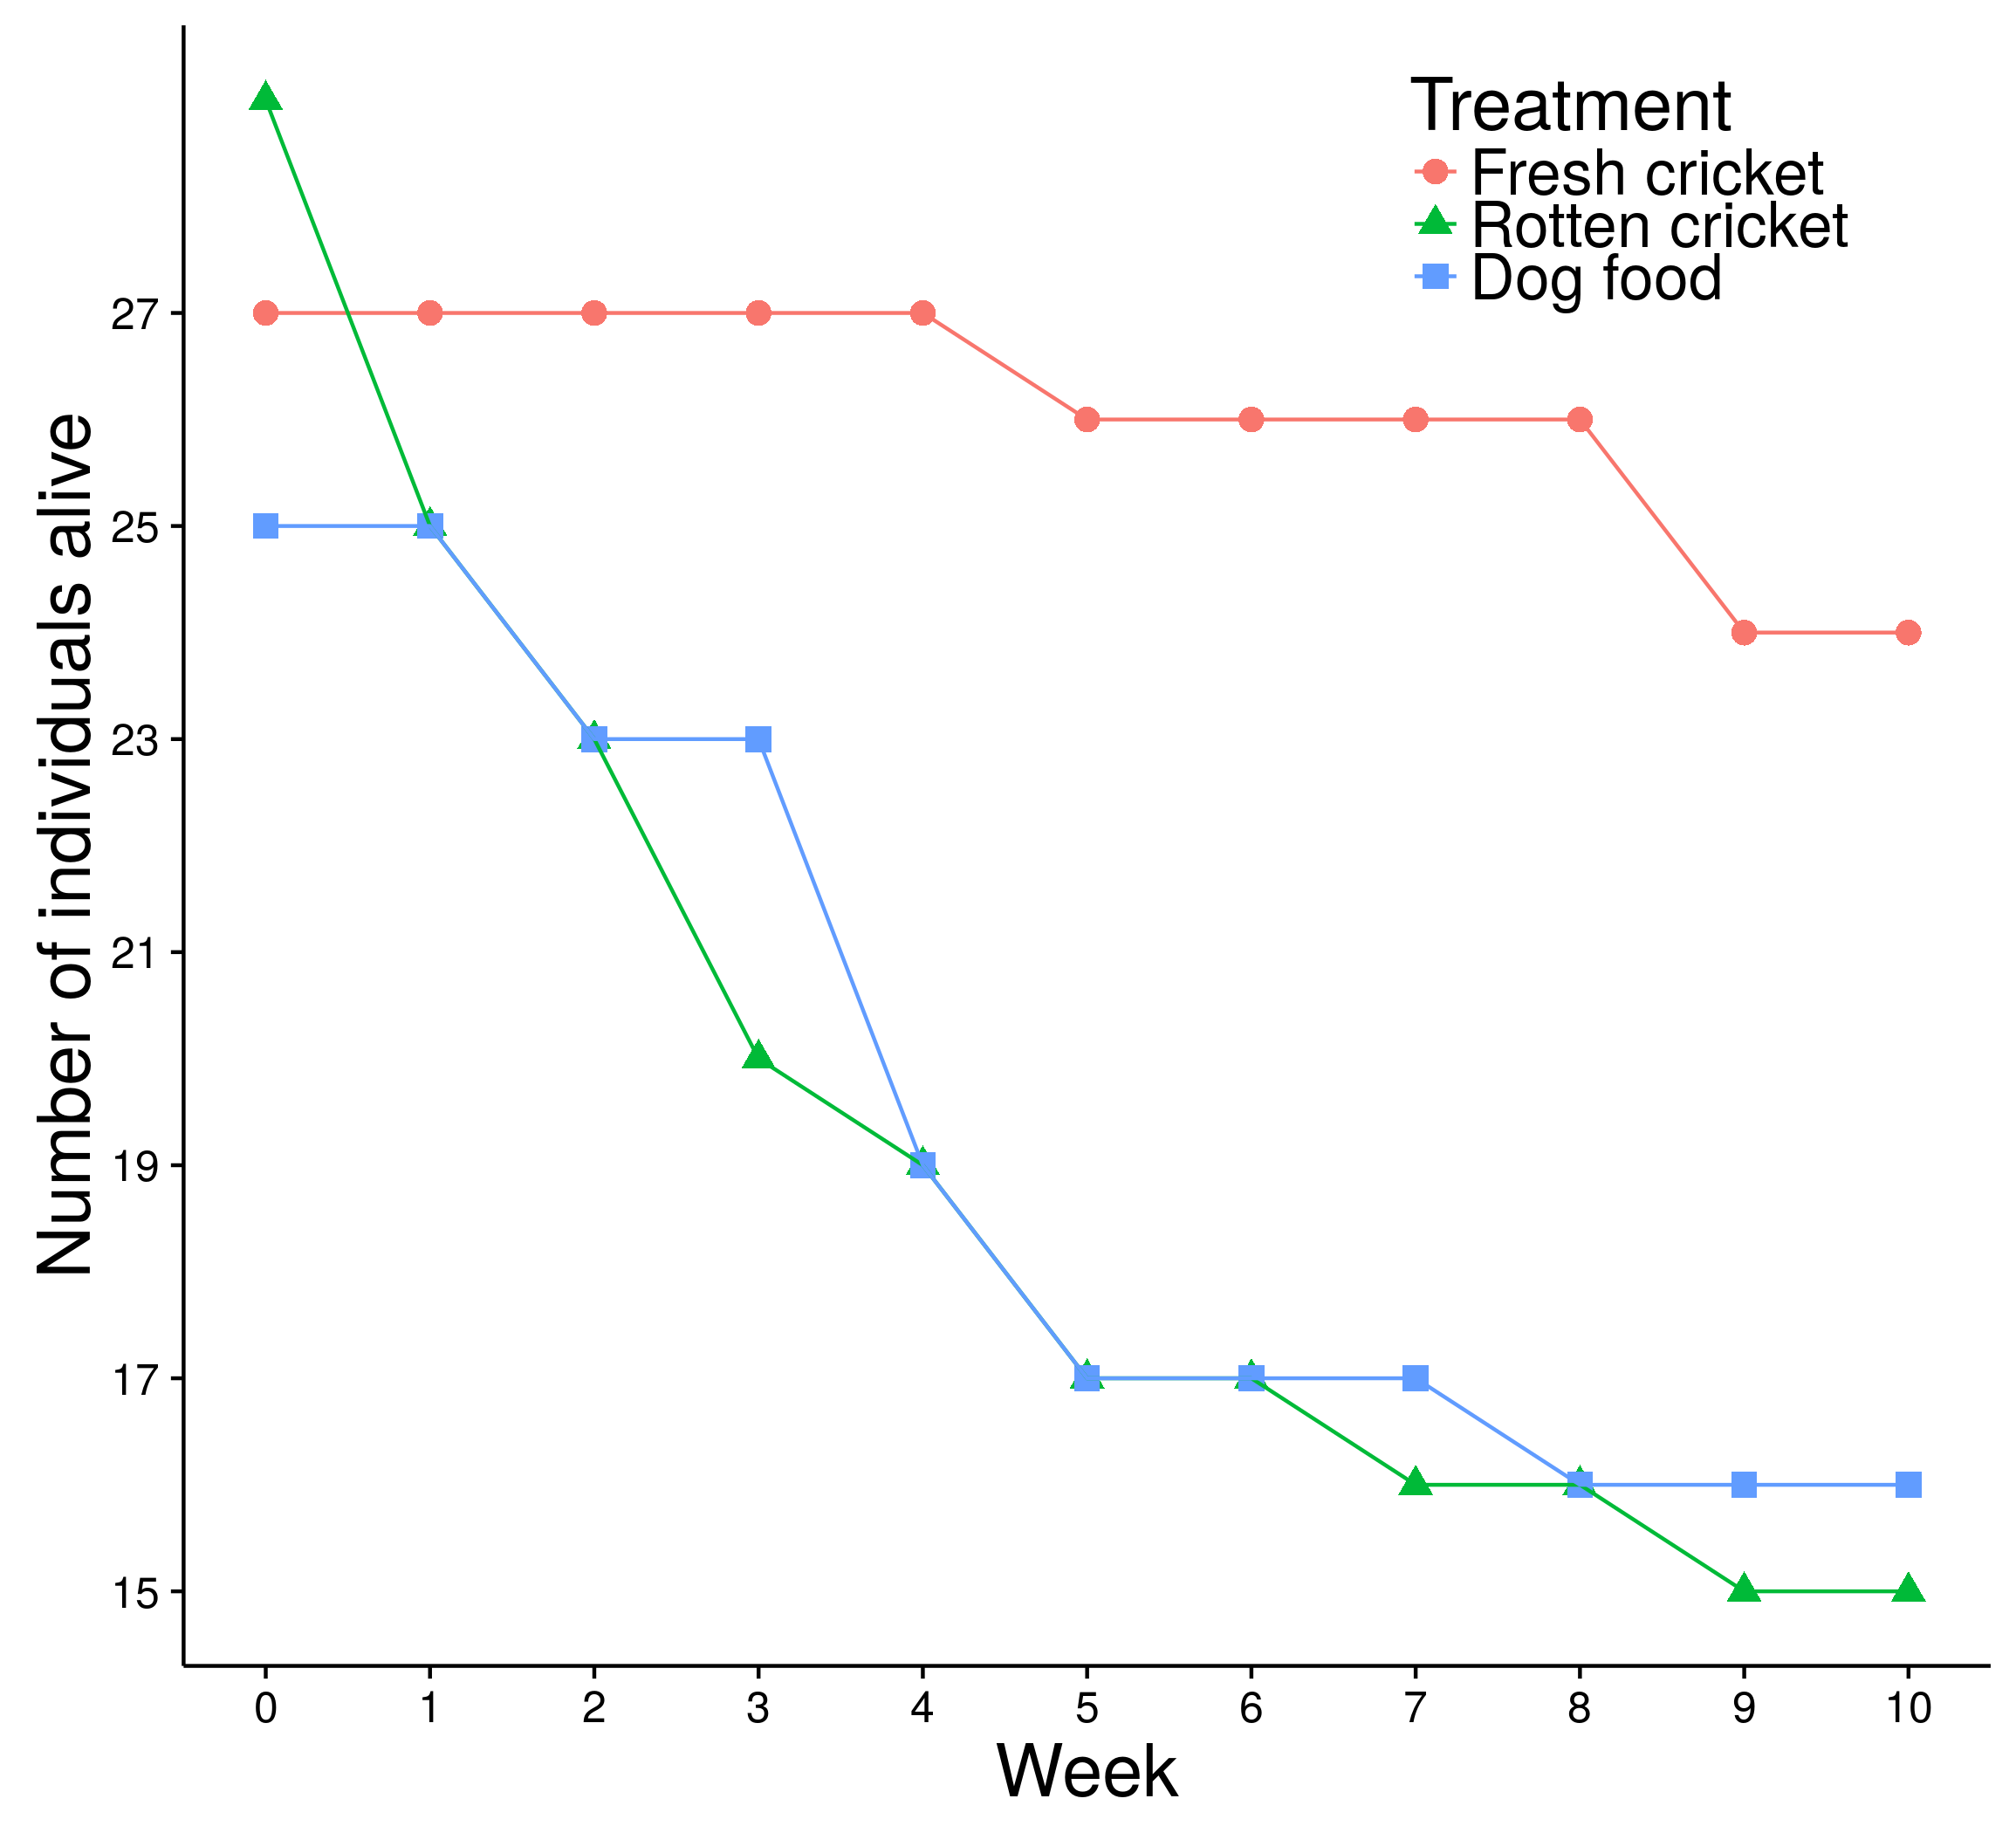 Treatment
Fresh cricket
Rotten cricket
Dog food
Number of individuals alive
27
25
23
21
19
17
15
0 1 2 3 4 5 6 7 8 9 10
Week